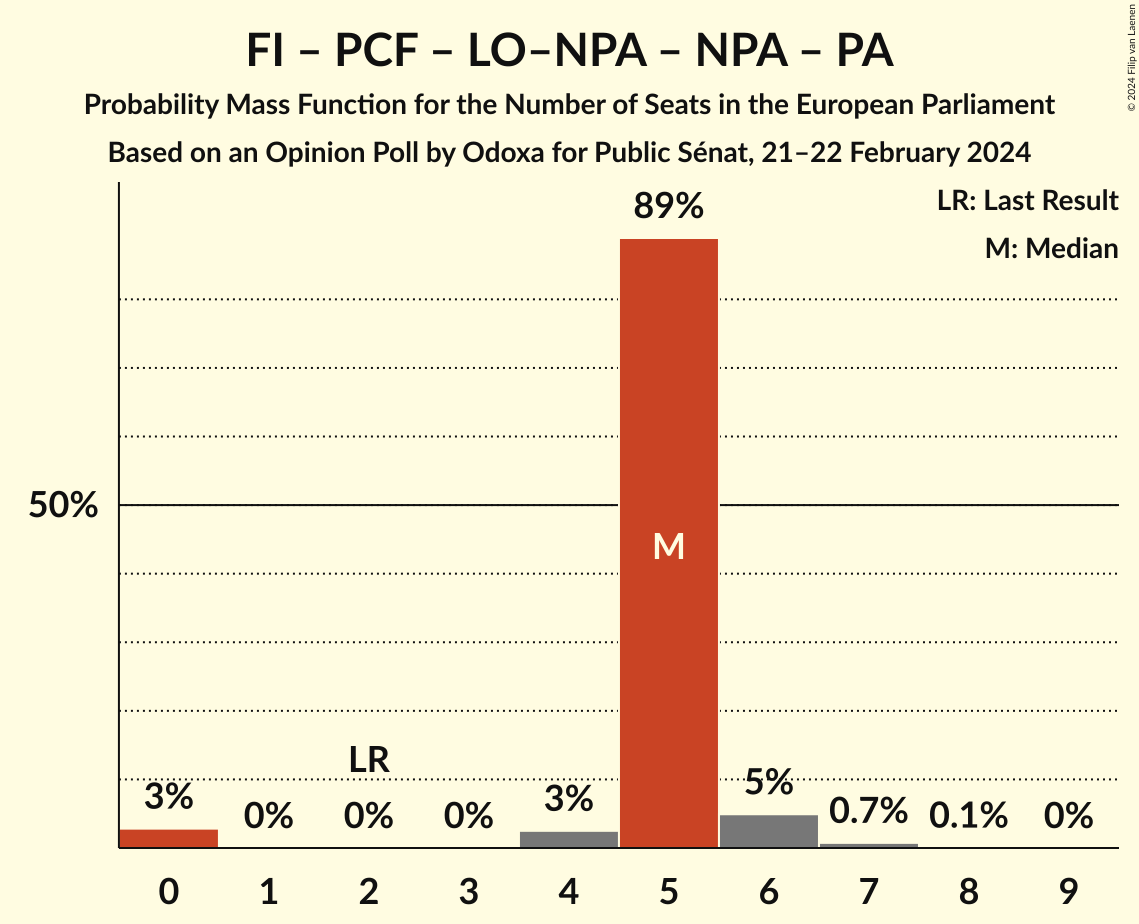 FI – PCF – LO–NPA – NPA – PA
Probability Mass Function for the Number of Seats in the European Parliament
Based on an Opinion Poll by Odoxa for Public Sénat, 21–22 February 2024
© 2024 Filip van Laenen
LR: Last Result
M: Median
89%
50%
M
LR
3%
0%
0%
0%
3%
5%
0.7%
0.1%
0%
0
1
2
3
4
5
6
7
8
9